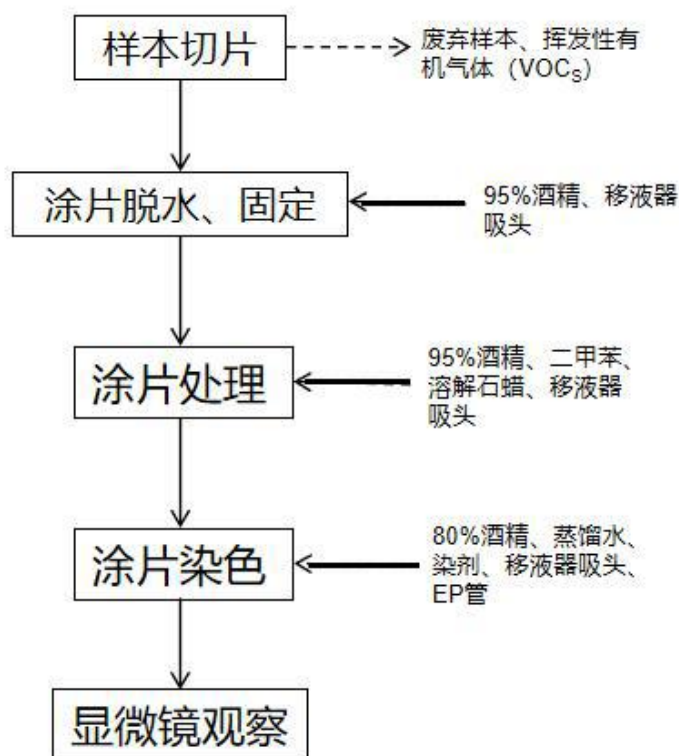 样本切片
废弃样本、挥发性有
机气体（VOCs）
涂片脱水、固定
95%酒精、移液器
吸头
涂片处理
95%酒精、二甲苯、
溶解石蜡、移液器
吸头
涂片染色
80%酒精、蒸馏水、
染剂、移液器吸头、
EP管
显微镜观察